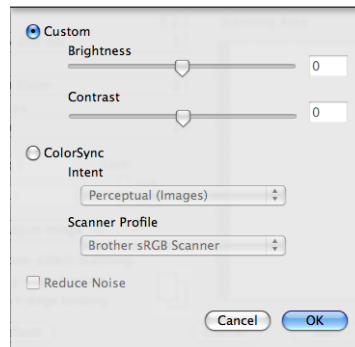 Custom
Brightness
0
Contrast
0
ColorSync
Intent
Perceptual (Images)
Scanner Profile
Brother sRGB Scanner
Reduce Noise
Cancel OK